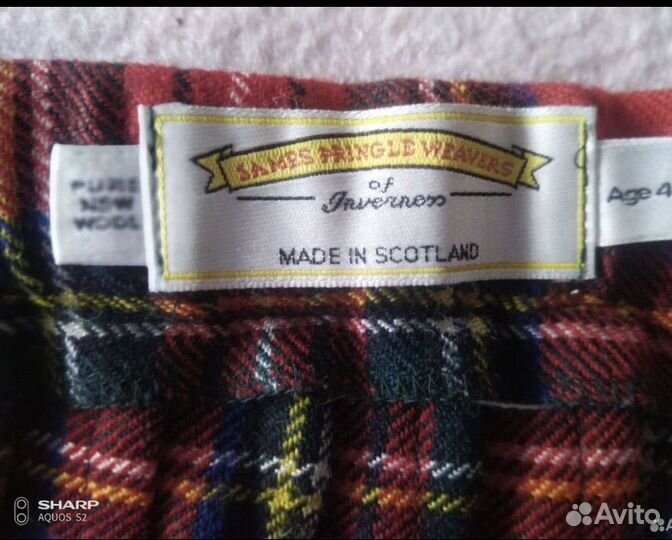 JAMES PRINGLE WEAVERS
of
Inverness
MADE IN SCOTLAND
PURE
NEW
WOOL
Age 4
SHARP
AQUOS S2
Avito